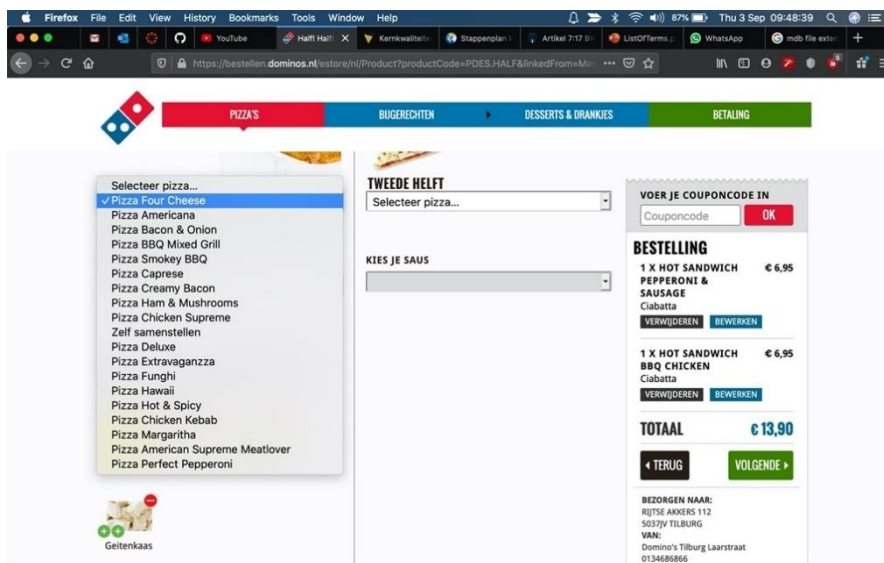 Firefox File Edit View History Bookmarks Tools Window Help 87% Thu 3 Sep 09:48:39
YouTube Halft Halft Kernkwaliteite Stappenplan Artikel 7:17 B ListOfTerms.p WhatsApp mdb file exten
https://bestellen.dominos.nl/estore/nl/Product?productCode=PDES.HALF&linkedFrom=Me
PIZZA'S BIJGERECHTEN DESSERTS & DRANKJES BETALING
Selecteer pizza...
✓Pizza Four Cheese
Pizza Americana
Pizza Bacon & Onion
Pizza BBQ Mixed Grill
Pizza Smokey BBQ
Pizza Caprese
Pizza Creamy Bacon
Pizza Ham & Mushrooms
Pizza Chicken Supreme
Zelf samenstellen
Pizza Deluxe
Pizza Extravaganzza
Pizza Funghi
Pizza Hawaii
Pizza Hot & Spicy
Pizza Chicken Kebab
Pizza Margaritha
Pizza American Supreme Meatlover
Pizza Perfect Pepperoni
Geitenkaas
TWEEDE HELFT
Selecteer pizza...
KIES JE SAUS
VOER JE COUPONCODE IN
Couponcode OK
BESTELLING
1 X HOT SANDWICH € 6,95
PEPPERONI &
SAUSAGE
Ciabatta
VERWIJDEREN BEWERKEN
1 X HOT SANDWICH € 6,95
BBQ CHICKEN
Ciabatta
VERWIJDEREN BEWERKEN
TOTAAL € 13,90
TERUG VOLGENDE
BEZORGEN NAAR:
RIJTSE AKKERS 112
5037JV TILBURG
VAN:
Domino's Tilburg Laarstraat
0134686866